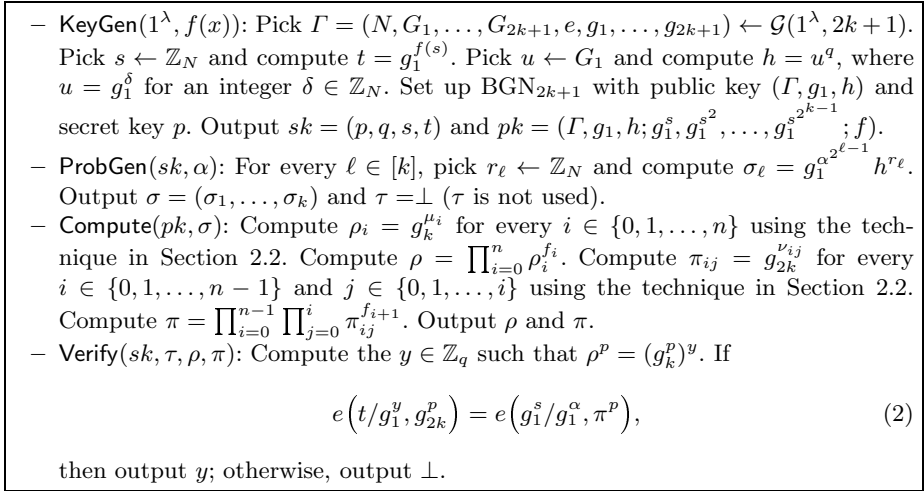 – KeyGen(1^λ, f(x)): Pick Γ = (N, G_1, . . . , G_{2k+1}, e, g_1, . . . , g_{2k+1}) ← 𝒢(1^λ, 2k + 1).
Pick s ← ℤ_N and compute t = g_1^{f(s)}. Pick u ← G_1 and compute h = u^q, where
u = g_1^δ for an integer δ ∈ ℤ_N. Set up BGN_{2k+1} with public key (Γ, g_1, h) and
secret key p. Output sk = (p, q, s, t) and pk = (Γ, g_1, h; g_1^s, g_1^{s^2}, . . . , g_1^{s^{2^{k−1}}}; f).
– ProbGen(sk, α): For every ℓ ∈ [k], pick r_ℓ ← ℤ_N and compute σ_ℓ = g_1^{α^{2^{ℓ−1}}} h^{r_ℓ}.
Output σ = (σ_1, . . . , σ_k) and τ =⊥ (τ is not used).
– Compute(pk, σ): Compute ρ_i = g_k^{μ_i} for every i ∈ {0, 1, . . . , n} using the tech-
nique in Section 2.2. Compute ρ = ∏_{i=0}^{n} ρ_i^{f_i}. Compute π_{ij} = g_{2k}^{ν_{ij}} for every
i ∈ {0, 1, . . . , n − 1} and j ∈ {0, 1, . . . , i} using the technique in Section 2.2.
Compute π = ∏_{i=0}^{n−1} ∏_{j=0}^{i} π_{ij}^{f_{i+1}}. Output ρ and π.
– Verify(sk, τ, ρ, π): Compute the y ∈ ℤ_q such that ρ^p = (g_k^p)^y. If
e(t/g_1^y, g_{2k}^p) = e(g_1^s/g_1^α, π^p), (2)
then output y; otherwise, output ⊥.